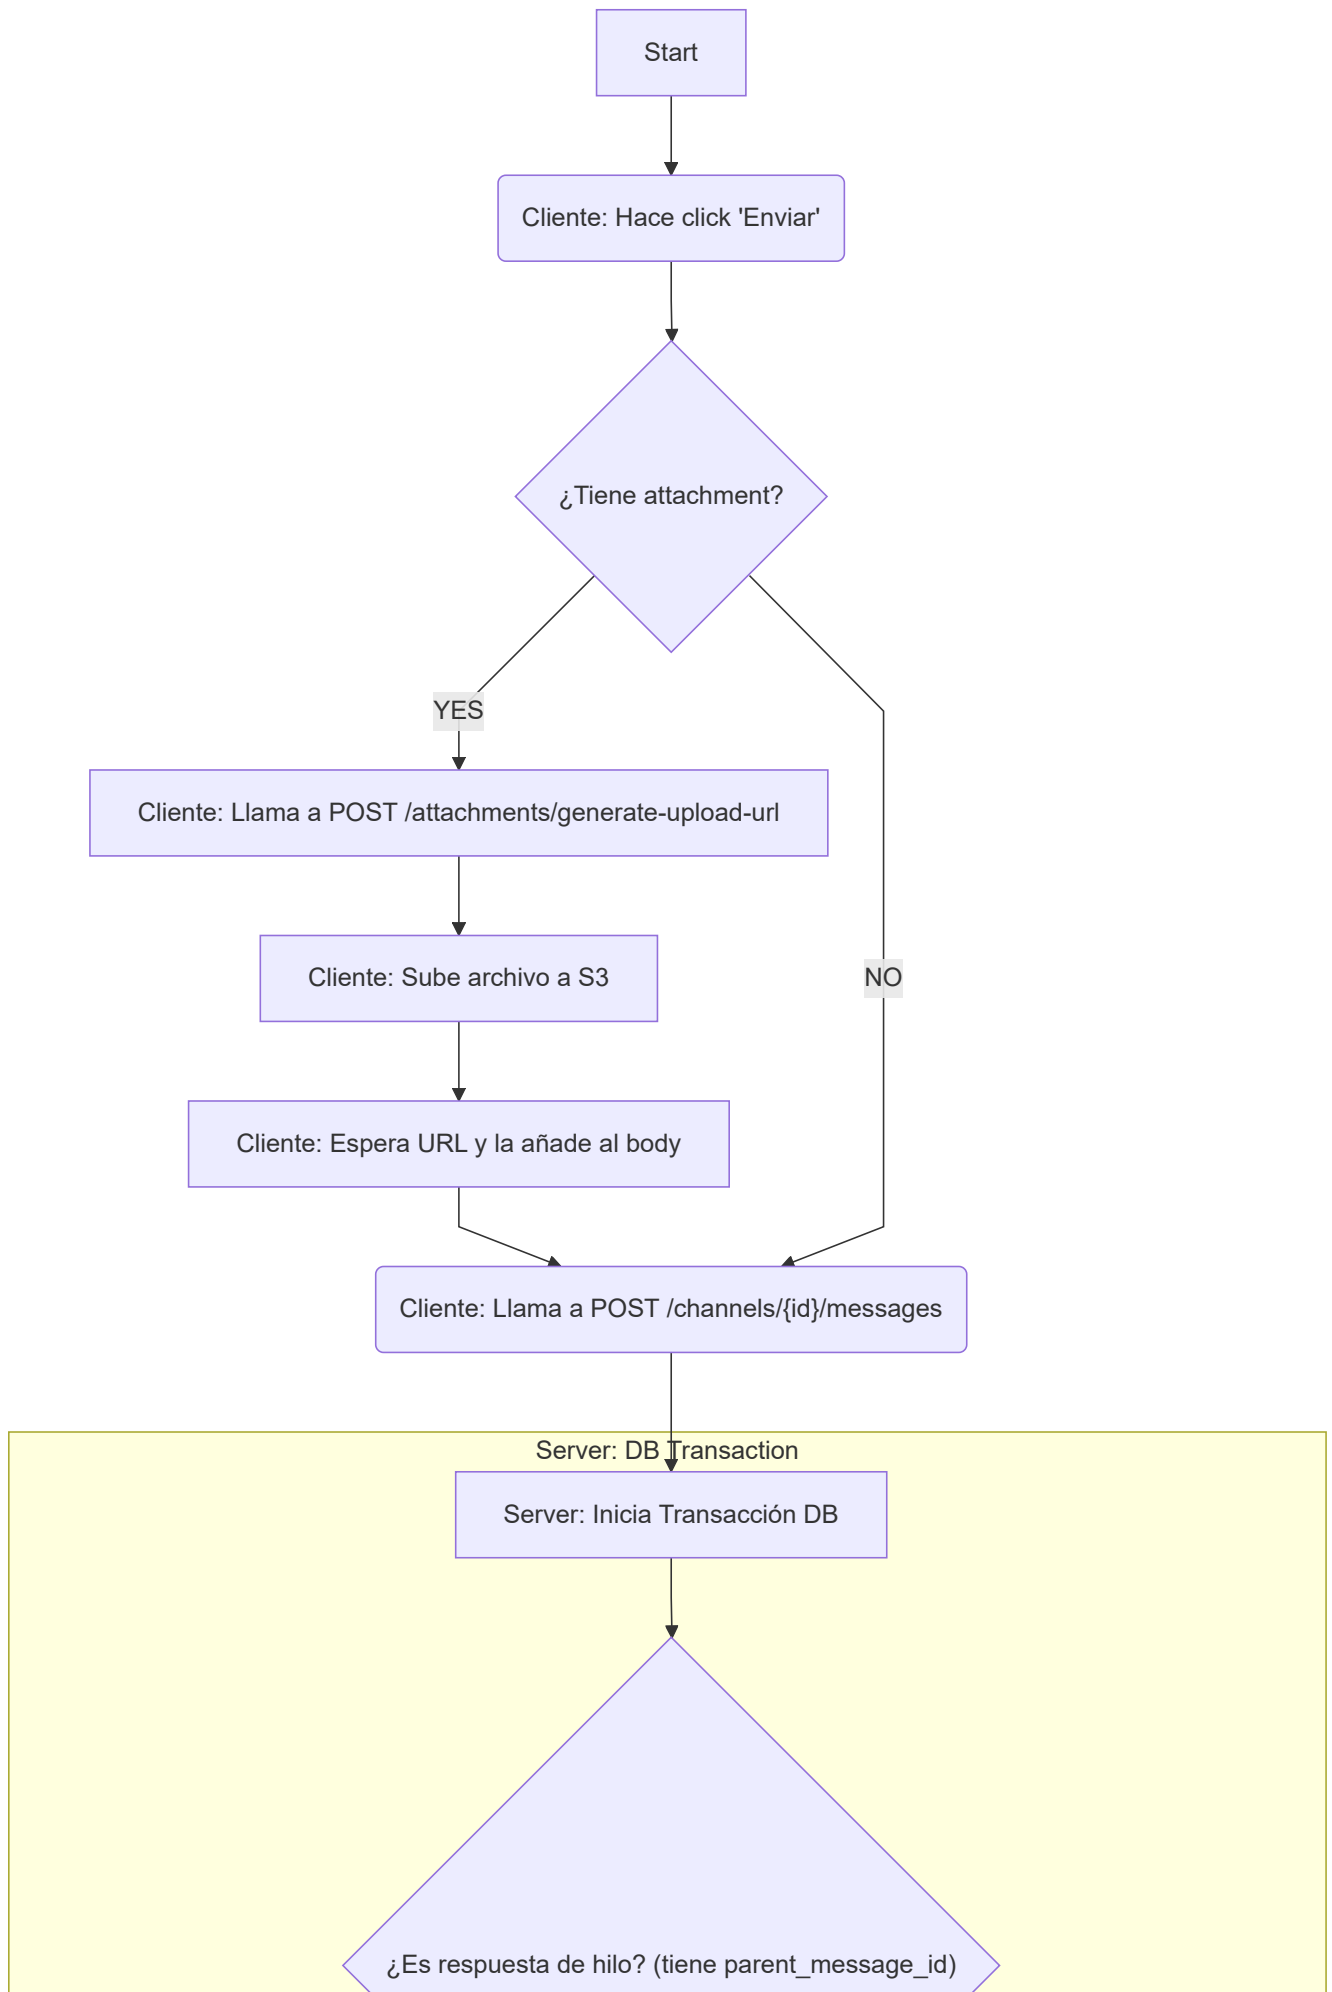 Start
Cliente: Hace click 'Enviar'
¿Tiene attachment?
YES
Cliente: Llama a POST /attachments/generate-upload-url
Cliente: Sube archivo a S3
NO
Cliente: Espera URL y la añade al body
Cliente: Llama a POST /channels/{id}/messages
Server: DB Transaction
Server: Inicia Transacción DB
¿Es respuesta de hilo? (tiene parent_message_id)